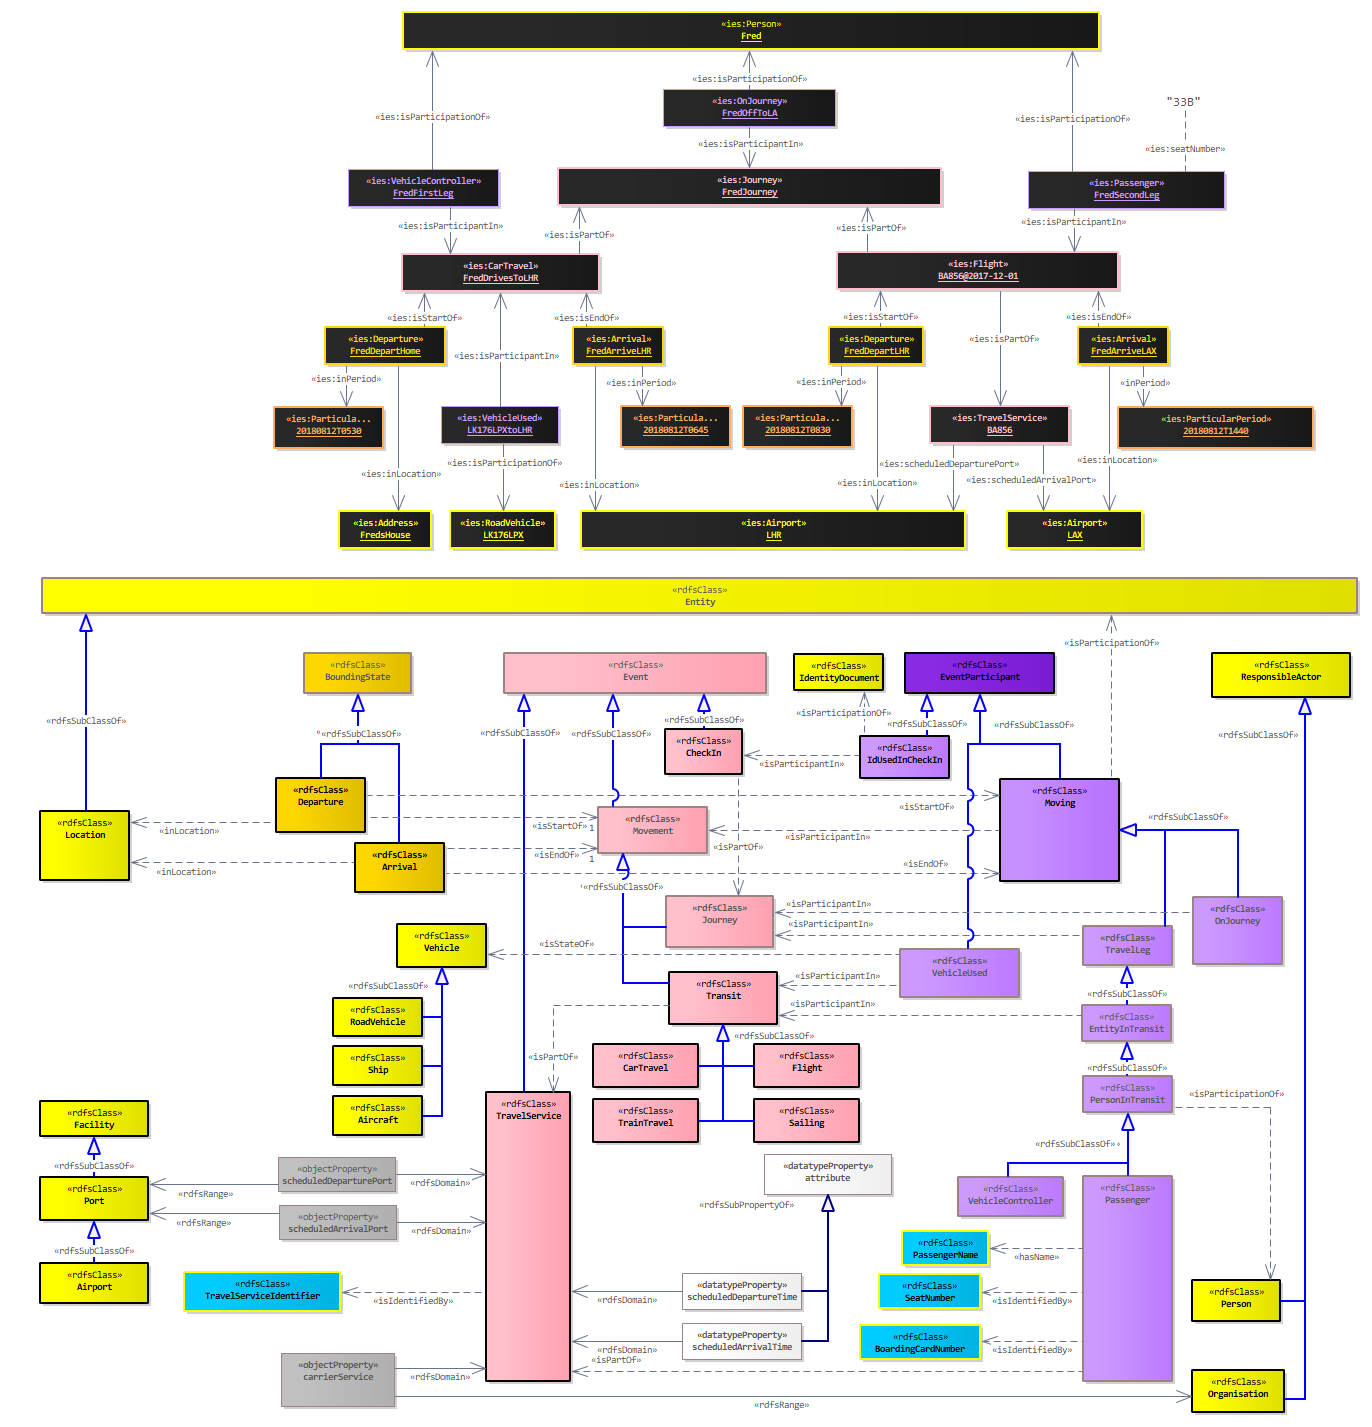 «ies:Person»
Fred
«ies:isParticipationOf»
«ies:OnJourney»
FredOffToLA
"33B"
«ies:isParticipationOf»
«ies:isParticipationOf»
«ies:isParticipantIn»
«ies:seatNumber»
«ies:VehicleController»
FredFirstLeg
«ies:Journey»
FredJourney
«ies:Passenger»
FredSecondLeg
«ies:isParticipantIn»
«ies:isPartOf»
«ies:isPartOf»
«ies:isParticipantIn»
«ies:CarTravel»
FredDrivesToLHR
«ies:Flight»
BA856@2017-12-01
«ies:isStartOf»
«ies:isEndOf»
«ies:isStartOf»
«ies:isEndOf»
«ies:Departure»
FredDepartHome
«ies:isParticipantIn»
«ies:Arrival»
FredArriveLHR
«ies:Departure»
FredDepartLHR
«ies:isPartOf»
«ies:Arrival»
FredArriveLAX
«ies:inPeriod»
«ies:inPeriod»
«ies:inPeriod»
«inPeriod»
«ies:Particula...
20180812T0530
«ies:VehicleUsed»
LK176LPXtoLHR
«ies:Particula...
20180812T0645
«ies:Particula...
20180812T0830
«ies:TravelService»
BA856
«ies:ParticularPeriod»
20180812T1440
«ies:inLocation»
«ies:isParticipationOf»
«ies:inLocation»
«ies:inLocation»
«ies:scheduledDeparturePort»
«ies:scheduledArrivalPort»
«ies:inLocation»
«ies:Address»
FredsHouse
«ies:RoadVehicle»
LK176LPX
«ies:Airport»
LHR
«ies:Airport»
LAX
«rdfsClass»
Entity
«isParticipationOf»
«rdfsClass»
BoundingState
«rdfsClass»
Event
«rdfsClass»
IdentityDocument
«rdfsClass»
EventParticipant
«rdfsClass»
ResponsibleActor
«rdfsSubClassOf»
«rdfsSubClassOf»
«rdfsSubClassOf»
«rdfsSubClassOf»
«rdfsSubClassOf»
«isParticipationOf»
«rdfsSubClassOf»
«rdfsSubClassOf»
«rdfsSubClassOf»
«rdfsClass»
CheckIn
«isParticipantIn»
«rdfsClass»
IdUsedInCheckIn
«rdfsClass»
Departure
«rdfsClass»
Moving
«isStartOf»
«rdfsClass»
Location
«inLocation»
«isStartOf»
1
«rdfsClass»
Movement
«isParticipantIn»
«rdfsSubClassOf»
«rdfsClass»
Arrival
«inLocation»
«isEndOf»
1
«isPartOf»
«isEndOf»
«rdfsSubClassOf»
«rdfsClass»
Journey
«isParticipantIn»
«isParticipantIn»
«rdfsClass»
OnJourney
«rdfsClass»
Vehicle
«isStateOf»
«rdfsClass»
TravelLeg
«rdfsClass»
VehicleUsed
«rdfsSubClassOf»
«rdfsClass»
Transit
«isParticipantIn»
«isParticipantIn»
«rdfsSubClassOf»
«rdfsClass»
RoadVehicle
«rdfsClass»
EntityInTransit
«rdfsSubClassOf»
«isPartOf»
«rdfsClass»
Ship
«rdfsClass»
CarTravel
«rdfsClass»
Flight
«rdfsSubClassOf»
«rdfsClass»
PersonInTransit
«isParticipationOf»
«rdfsClass»
Facility
«rdfsClass»
Aircraft
«rdfsClass»
TravelService
«rdfsClass»
TrainTravel
«rdfsClass»
Sailing
«rdfsSubClassOf»
«rdfsSubClassOf»
«objectProperty»
scheduledDeparturePort
«rdfsDomain»
«datatypeProperty»
attribute
«rdfsClass»
Port
«rdfsRange»
«rdfsSubPropertyOf»
«rdfsClass»
VehicleController
«rdfsClass»
Passenger
«rdfsRange»
«objectProperty»
scheduledArrivalPort
«rdfsDomain»
«rdfsSubClassOf»
«rdfsClass»
PassengerName
«hasName»
«rdfsClass»
Airport
«rdfsClass»
TravelServiceIdentifier
«isIdentifiedBy»
«rdfsDomain»
«datatypeProperty»
scheduledDepartureTime
«rdfsClass»
SeatNumber
«isIdentifiedBy»
«rdfsClass»
Person
«rdfsDomain»
«datatypeProperty»
scheduledArrivalTime
«rdfsClass»
BoardingCardNumber
«isIdentifiedBy»
«isPartOf»
«objectProperty»
carrierService
«rdfsDomain»
«rdfsRange»
«rdfsClass»
Organisation